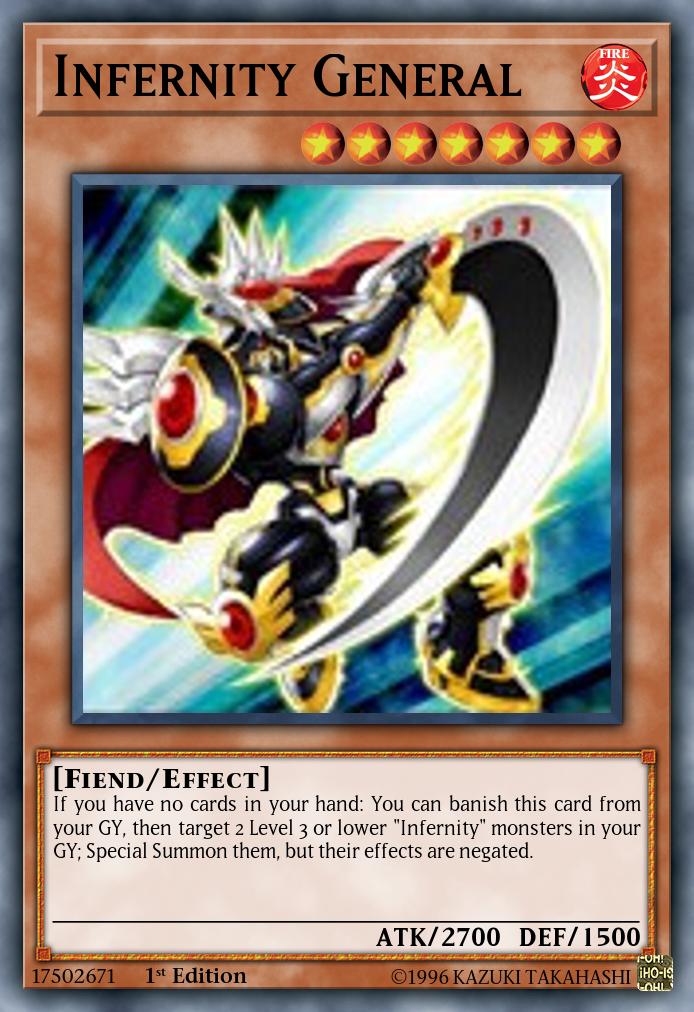 Infernity General
FIRE
炎
[Fiend/Effect]
If you have no cards in your hand: You can banish this card from
your GY, then target 2 Level 3 or lower "Infernity" monsters in your
GY; Special Summon them, but their effects are negated.
ATK/2700 DEF/1500
17502671 1st Edition ©1996 KAZUKI TAKAHASHI